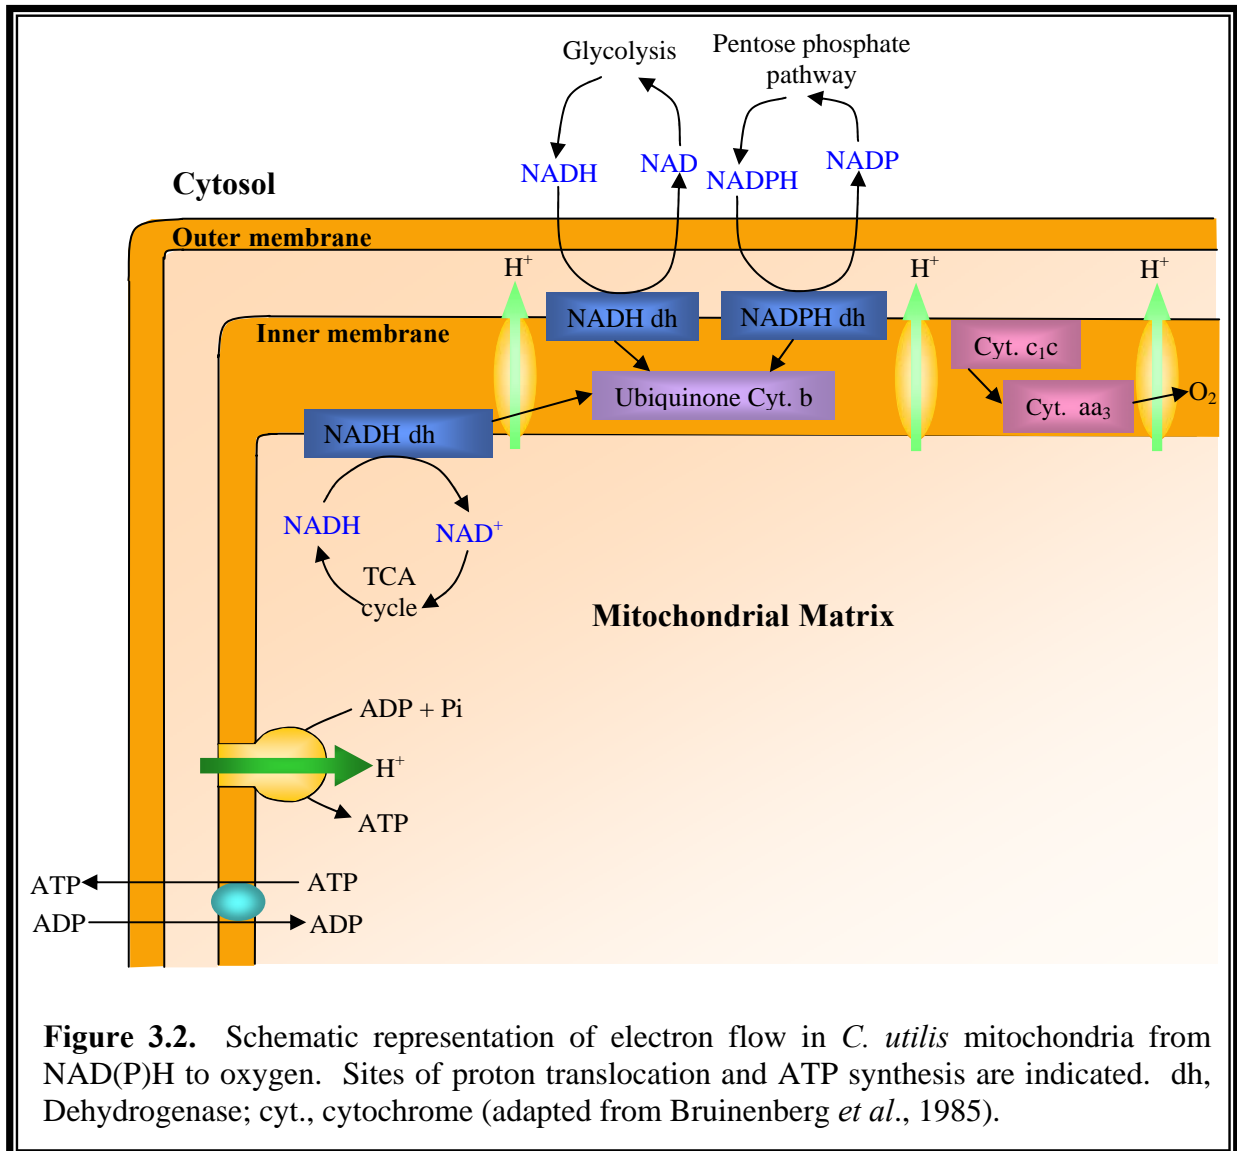 Glycolysis
Pentose phosphate
pathway
NADH
NAD
NADPH
NADP
Cytosol
Outer membrane
H⁺
H⁺
H⁺
Inner membrane
NADH dh
NADPH dh
Cyt. c₁c
Ubiquinone Cyt. b
Cyt. aa₃
O₂
NADH dh
NADH
NAD⁺
TCA
cycle
Mitochondrial Matrix
ADP + Pi
H⁺
ATP
ATP
ATP
ADP
ADP
Figure 3.2. Schematic representation of electron flow in C. utilis mitochondria from
NAD(P)H to oxygen. Sites of proton translocation and ATP synthesis are indicated. dh,
Dehydrogenase; cyt., cytochrome (adapted from Bruinenberg et al., 1985).